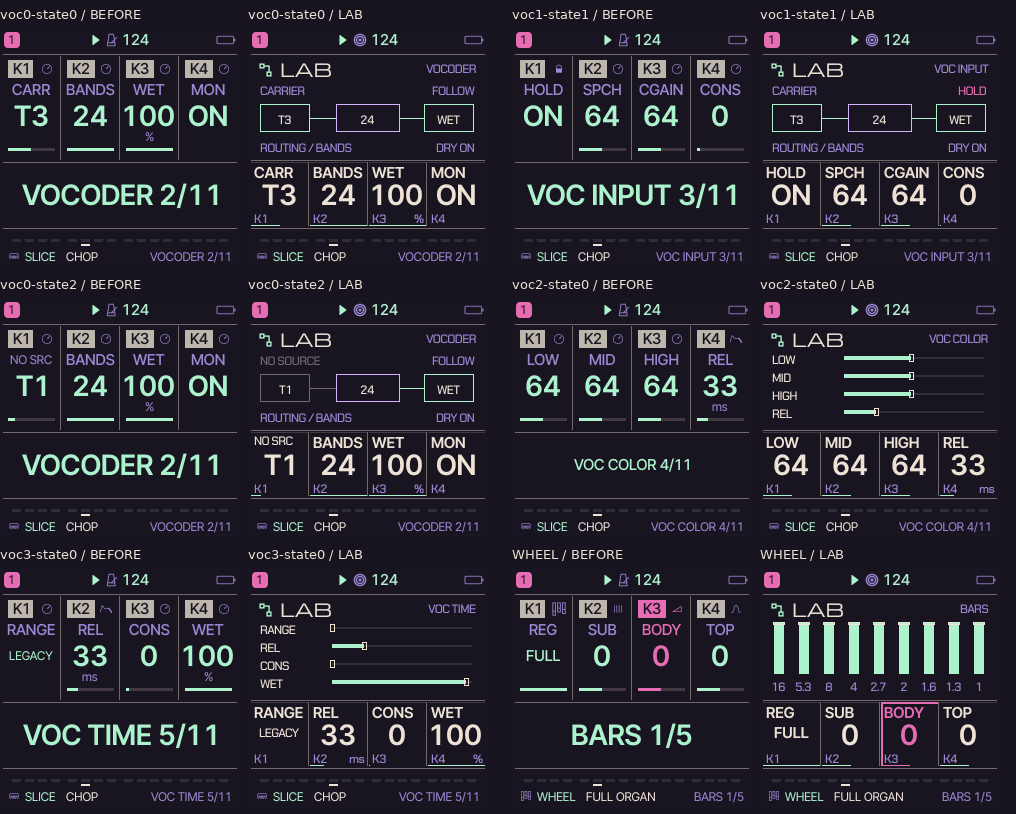 voc0-state0 / BEFORE
1 124
K1 K2 K3 K4
CARR BANDS WET MON
T3 24 100 ON
%
VOCODER 2/11
SLICE CHOP VOCODER 2/11
voc0-state0 / LAB
1 124
LAB VOCODER
CARRIER FOLLOW
T3 24 WET
ROUTING / BANDS DRY ON
CARR BANDS WET MON
T3 24 100 ON
K1 K2 K3 % K4
SLICE CHOP VOCODER 2/11
voc1-state1 / BEFORE
1 124
K1 K2 K3 K4
HOLD SPCH CGAIN CONS
ON 64 64 0
VOC INPUT 3/11
SLICE CHOP VOC INPUT 3/11
voc1-state1 / LAB
1 124
LAB VOC INPUT
CARRIER HOLD
T3 24 WET
ROUTING / BANDS DRY ON
HOLD SPCH CGAIN CONS
ON 64 64 0
K1 K2 K3 K4
SLICE CHOP VOC INPUT 3/11
voc0-state2 / BEFORE
1 124
K1 K2 K3 K4
NO SRC BANDS WET MON
T1 24 100 ON
%
VOCODER 2/11
SLICE CHOP VOCODER 2/11
voc0-state2 / LAB
1 124
LAB VOCODER
NO SOURCE FOLLOW
T1 24 WET
ROUTING / BANDS DRY ON
NO SRC BANDS WET MON
T1 24 100 ON
K1 K2 K3 % K4
SLICE CHOP VOCODER 2/11
voc2-state0 / BEFORE
1 124
K1 K2 K3 K4
LOW MID HIGH REL
64 64 64 33
ms
VOC COLOR 4/11
SLICE CHOP VOC COLOR 4/11
voc2-state0 / LAB
1 124
LAB VOC COLOR
LOW
MID
HIGH
REL
LOW MID HIGH REL
64 64 64 33
K1 K2 K3 K4 ms
SLICE CHOP VOC COLOR 4/11
voc3-state0 / BEFORE
1 124
K1 K2 K3 K4
RANGE REL CONS WET
LEGACY 33 0 100
ms %
VOC TIME 5/11
SLICE CHOP VOC TIME 5/11
voc3-state0 / LAB
1 124
LAB VOC TIME
RANGE
REL
CONS
WET
RANGE REL CONS WET
LEGACY 33 0 100
K1 K2 ms K3 K4 %
SLICE CHOP VOC TIME 5/11
WHEEL / BEFORE
1 124
K1 K2 K3 K4
REG SUB BODY TOP
FULL 0 0 0
BARS 1/5
WHEEL FULL ORGAN BARS 1/5
WHEEL / LAB
1 124
LAB BARS
16 5.3 8 4 2.7 2 1.6 1.3 1
REG SUB BODY TOP
FULL 0 0 0
K1 K2 K3 K4
WHEEL FULL ORGAN BARS 1/5